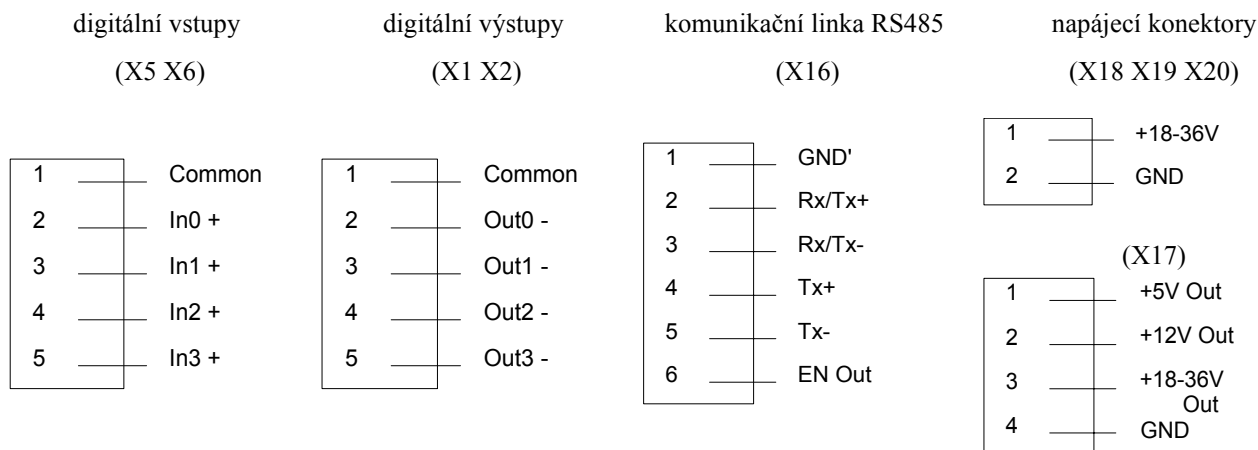 digitální vstupy
(X5 X6)
1 Common
2 In0 +
3 In1 +
4 In2 +
5 In3 +
digitální výstupy
(X1 X2)
1 Common
2 Out0 -
3 Out1 -
4 Out2 -
5 Out3 -
komunikační linka RS485
(X16)
1 GND'
2 Rx/Tx+
3 Rx/Tx-
4 Tx+
5 Tx-
6 EN Out
napájecí konektory
(X18 X19 X20)
1 +18-36V
2 GND
(X17)
1 +5V Out
2 +12V Out
3 +18-36V
Out
4 GND